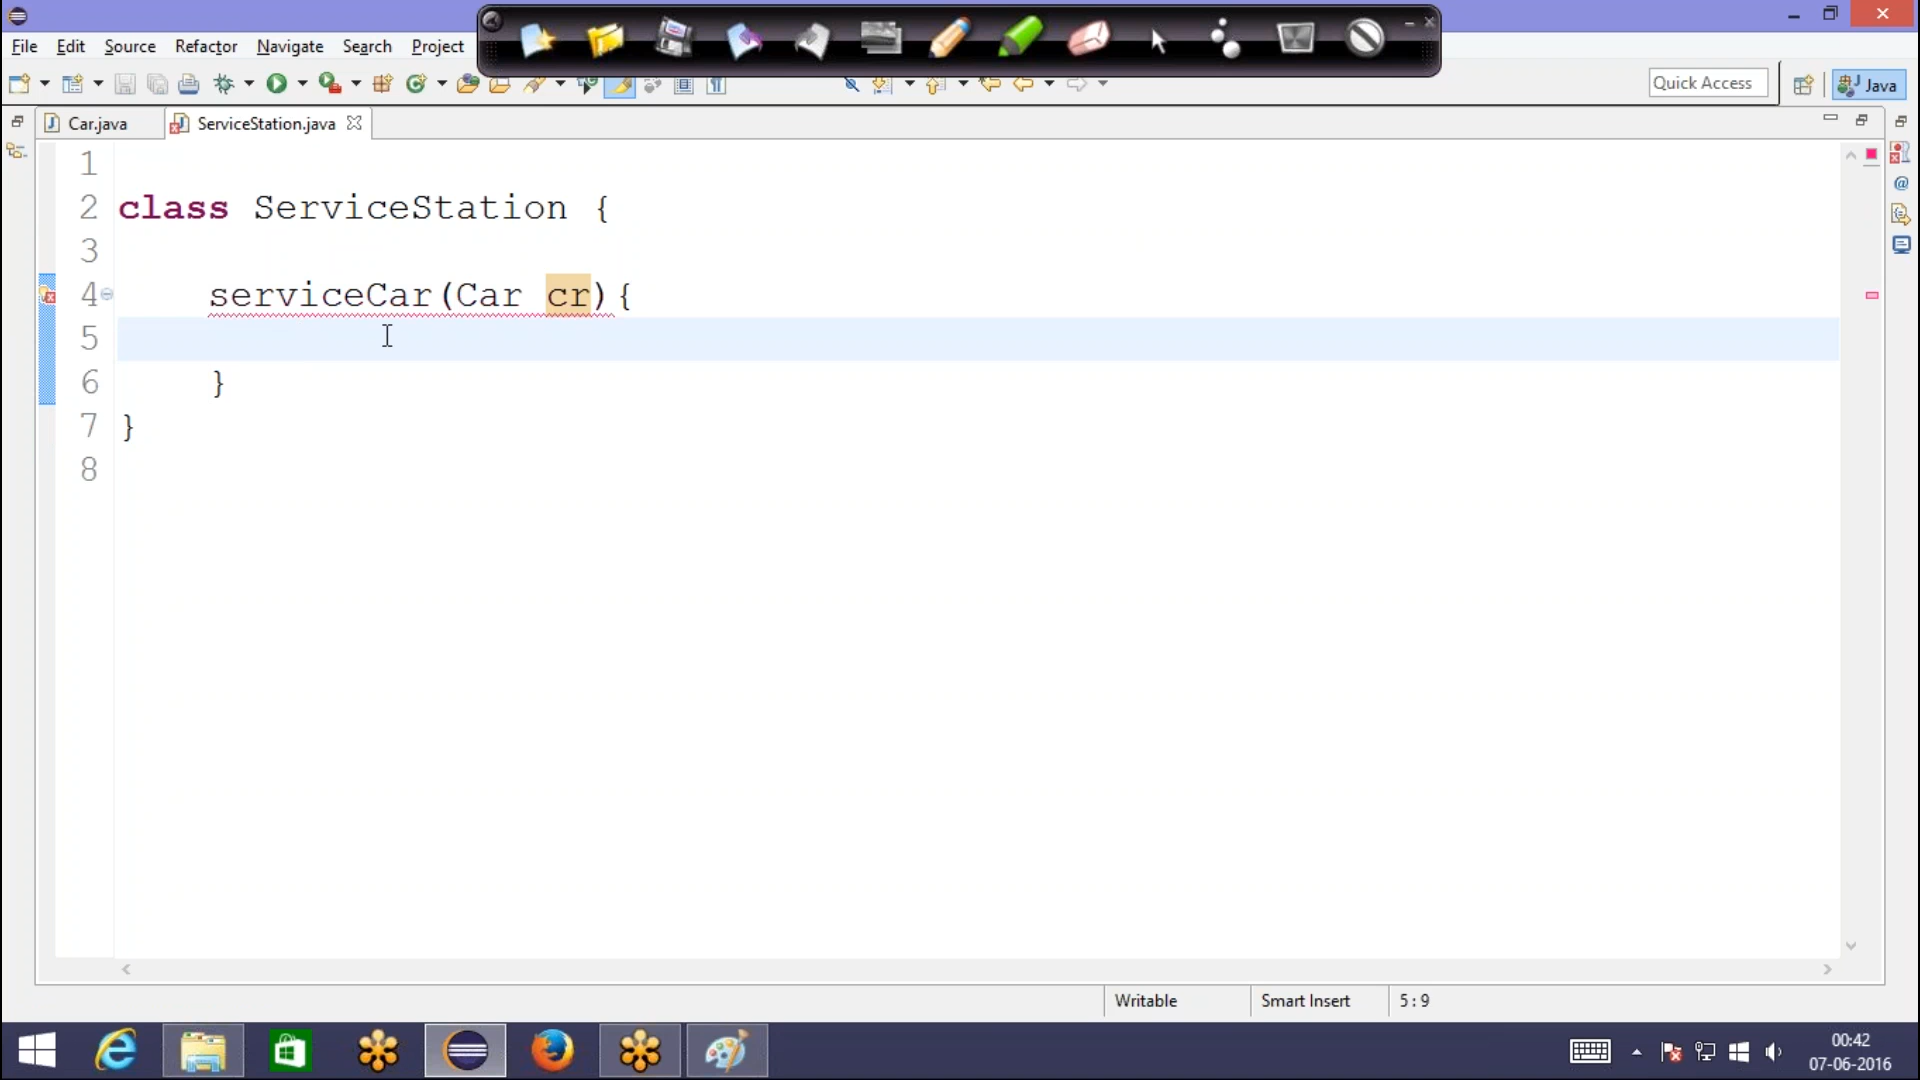 File Edit Source Refactor Navigate Search Project
Quick Access
Java
Car.java
ServiceStation.java
1
2 class ServiceStation {
3
4 serviceCar(Car cr){
5
6 }
7 }
8
Writable
Smart Insert
5 : 9
00:42
07-06-2016